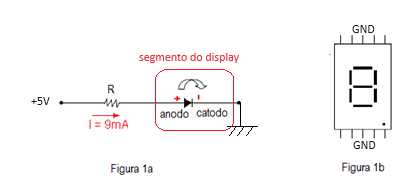 segmento do display
GND
+5V
R
+
-
anodo
catodo
I = 9mA
GND
Figura 1a
Figura 1b